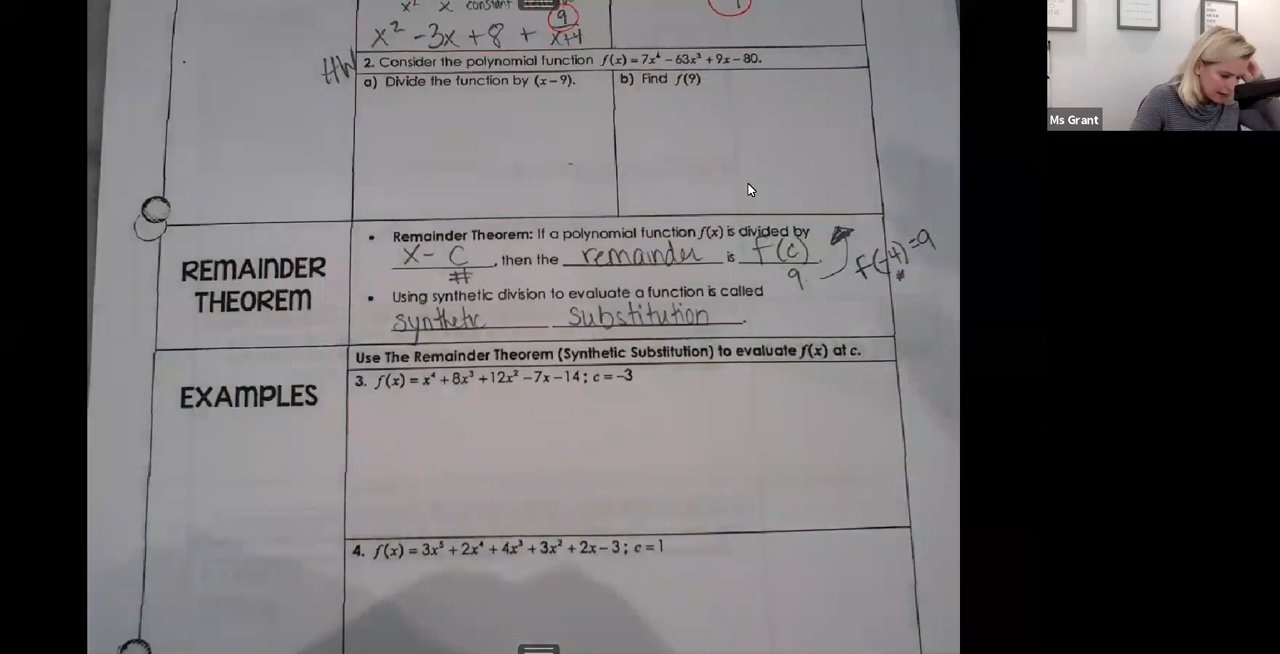 x² x constant
x² - 3x + 8 + 9/x+4
HW
2. Consider the polynomial function f(x) = 7x⁴ - 63x³ + 9x - 80.
a) Divide the function by (x - 9). b) Find f(9)
REMAINDER THEOREM
• Remainder Theorem: If a polynomial function f(x) is divided by
x - c, then the remainder is f(c).
# 9
f(-4) = 9
#
• Using synthetic division to evaluate a function is called
synthetic substitution.
Use The Remainder Theorem (Synthetic Substitution) to evaluate f(x) at c.
EXAMPLES
3. f(x) = x⁴ + 8x³ + 12x² - 7x - 14; c = -3
4. f(x) = 3x⁵ + 2x⁴ + 4x³ + 3x² + 2x - 3; c = 1
Ms Grant